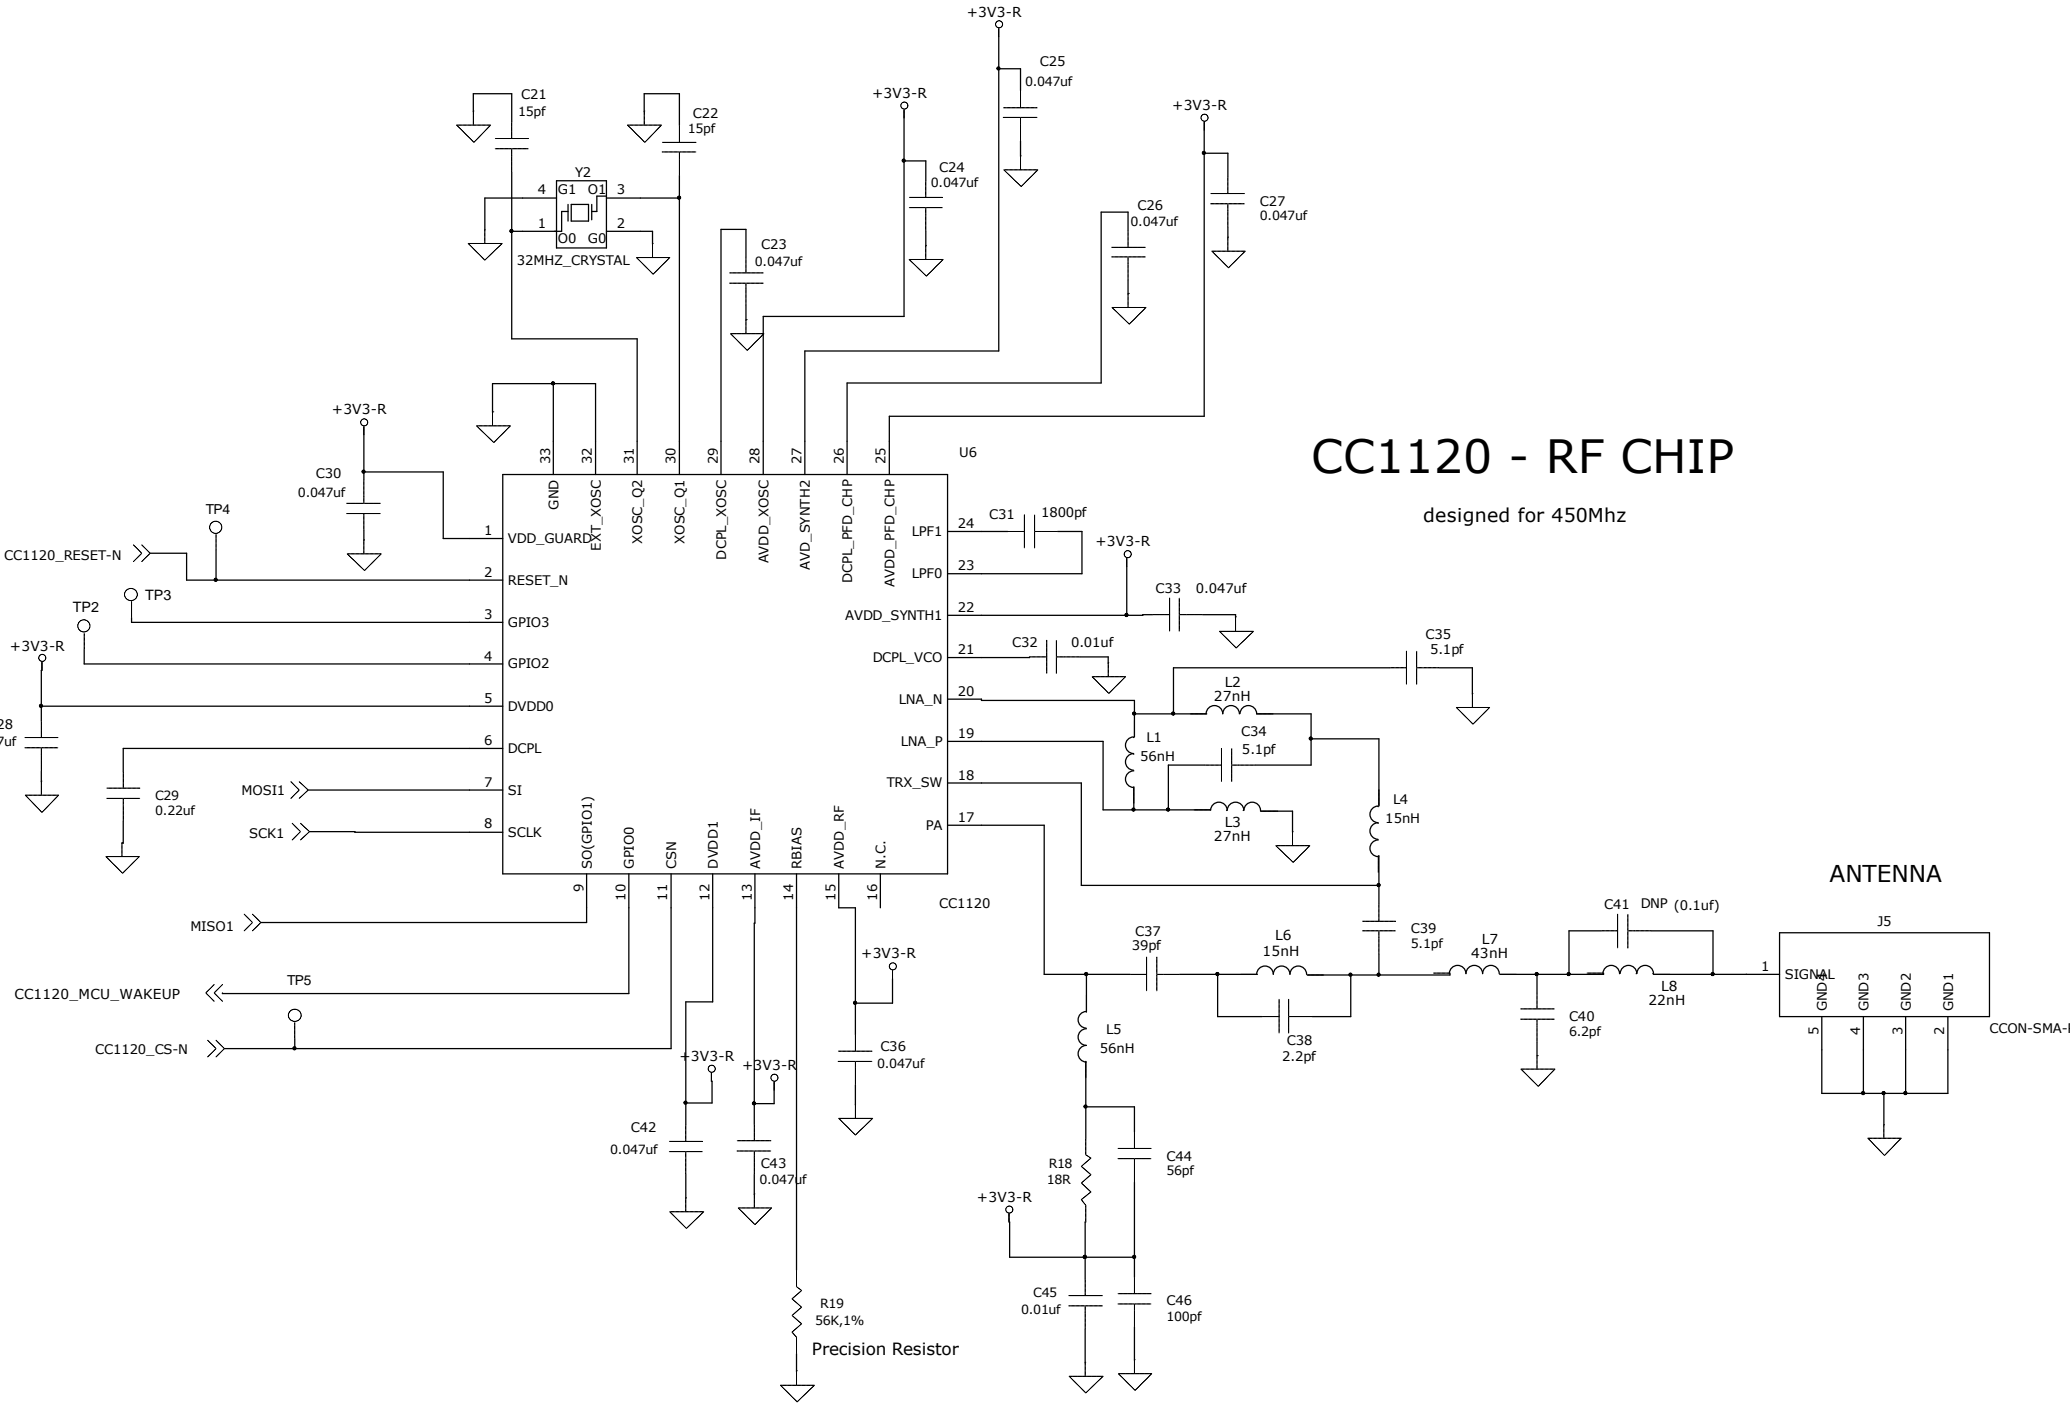 +3V3-R
C25
0.047uf
+3V3-R
C21
15pf
C22
15pf
+3V3-R
C24
0.047uf
Y2
4 G1 O1 3
1 2
O0 G0
32MHZ_CRYSTAL
C23
0.047uf
C26
0.047uf
C27
0.047uf
+3V3-R
C30
0.047uf
33 32 31 30 29 28 27 26 25
U6
GND EXT_XOSC XOSC_Q2 XOSC_Q1 DCPL_XOSC AVDD_XOSC AVD_SYNTH2 DCPL_PFD_CHP AVDD_PFD_CHP
CC1120 - RF CHIP
designed for 450Mhz
TP4
CC1120_RESET-N
1 VDD_GUARD
2 RESET_N
TP3
3 GPIO3
TP2
4 GPIO2
+3V3-R
5 DVDD0
28
7uf
6 DCPL
C29
0.22uf
MOSI1
7 SI
SCK1
8 SCLK
LPF1 24
C31 1800pf
LPF0 23
+3V3-R
AVDD_SYNTH1 22
C33 0.047uf
DCPL_VCO 21
C32 0.01uf
C35
5.1pf
LNA_N 20
L2
27nH
LNA_P 19
L1
56nH
C34
5.1pf
TRX_SW 18
L3
27nH
L4
15nH
PA 17
SO(GPIO1) GPIO0 CSN DVDD1 AVDD_IF RBIAS AVDD_RF N.C.
9 10 11 12 13 14 15 16
CC1120
MISO1
CC1120_MCU_WAKEUP
TP5
CC1120_CS-N
+3V3-R
C36
0.047uf
+3V3-R
+3V3-R
C42
0.047uf
C43
0.047uf
R19
56K,1%
Precision Resistor
C37
39pf
L6
15nH
C38
2.2pf
C39
5.1pf
L7
43nH
C40
6.2pf
C41 DNP (0.1uf)
L8
22nH
ANTENNA
J5
1 SIGNAL
GND4 GND3 GND2 GND1
5 4 3 2
CCON-SMA-
L5
56nH
R18
18R
C44
56pf
+3V3-R
C45
0.01uf
C46
100pf